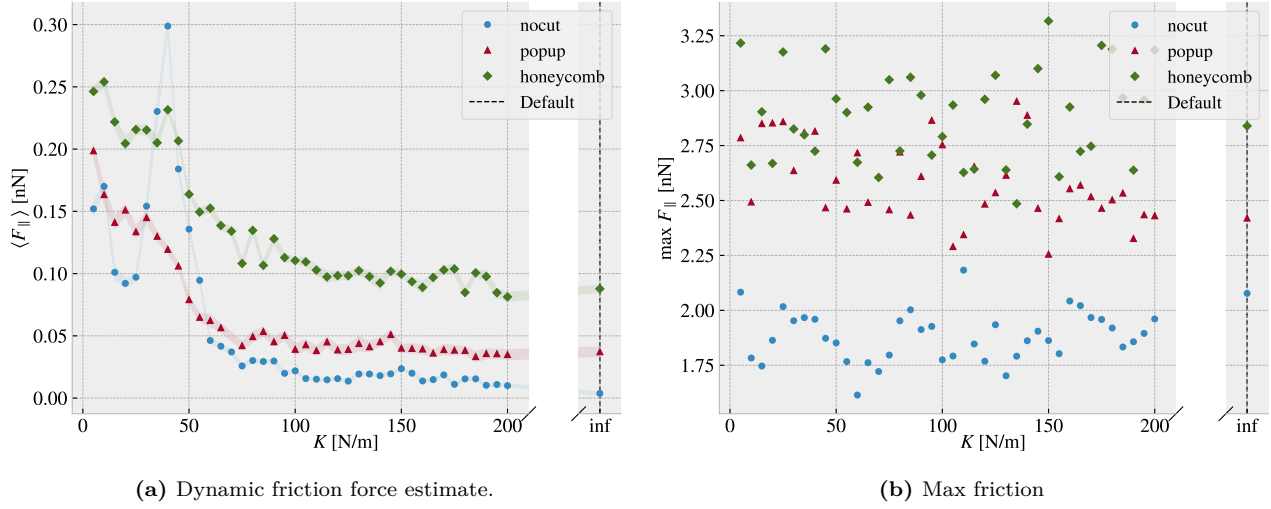 0.30
0.25
0.20
0.15
0.10
0.05
0.00
⟨F∥⟩ [nN]
nocut
popup
honeycomb
Default
0 50 100 150 200 inf
K [N/m]
(a) Dynamic friction force estimate.
3.25
3.00
2.75
2.50
2.25
2.00
1.75
max F∥ [nN]
nocut
popup
honeycomb
Default
0 50 100 150 200 inf
K [N/m]
(b) Max friction